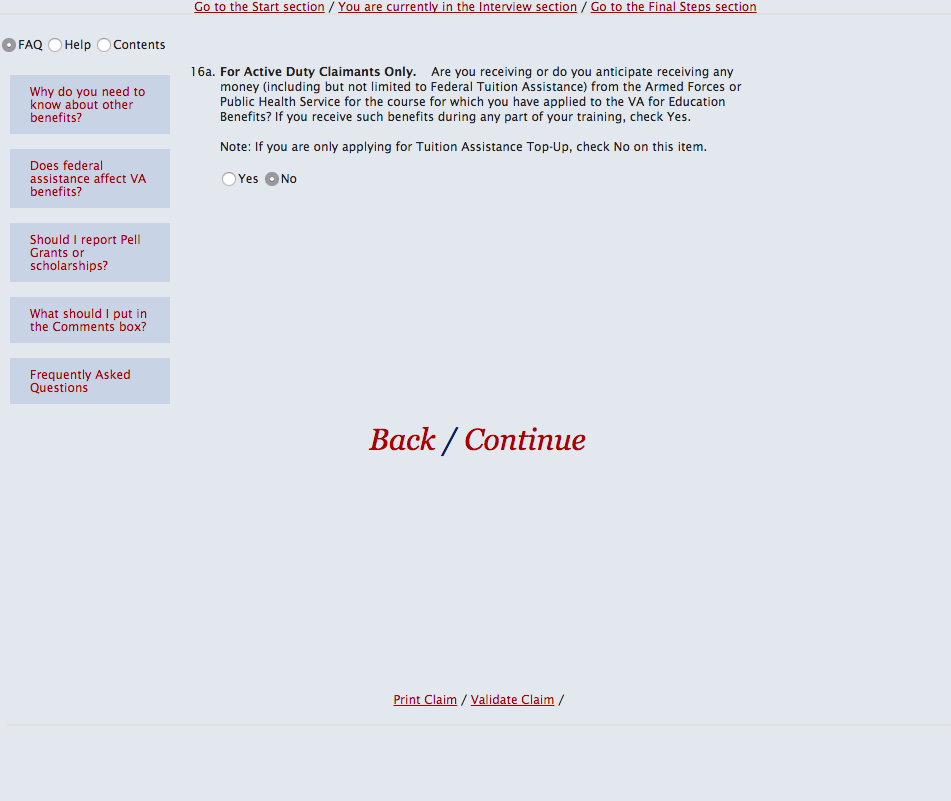 Go to the Start section / You are currently in the Interview section / Go to the Final Steps section
FAQ Help Contents
Why do you need to
know about other
benefits?
Does federal
assistance affect VA
benefits?
Should I report Pell
Grants or
scholarships?
What should I put in
the Comments box?
Frequently Asked
Questions
16a. For Active Duty Claimants Only. Are you receiving or do you anticipate receiving any
money (including but not limited to Federal Tuition Assistance) from the Armed Forces or
Public Health Service for the course for which you have applied to the VA for Education
Benefits? If you receive such benefits during any part of your training, check Yes.
Note: If you are only applying for Tuition Assistance Top-Up, check No on this item.
Yes No
Back / Continue
Print Claim / Validate Claim /